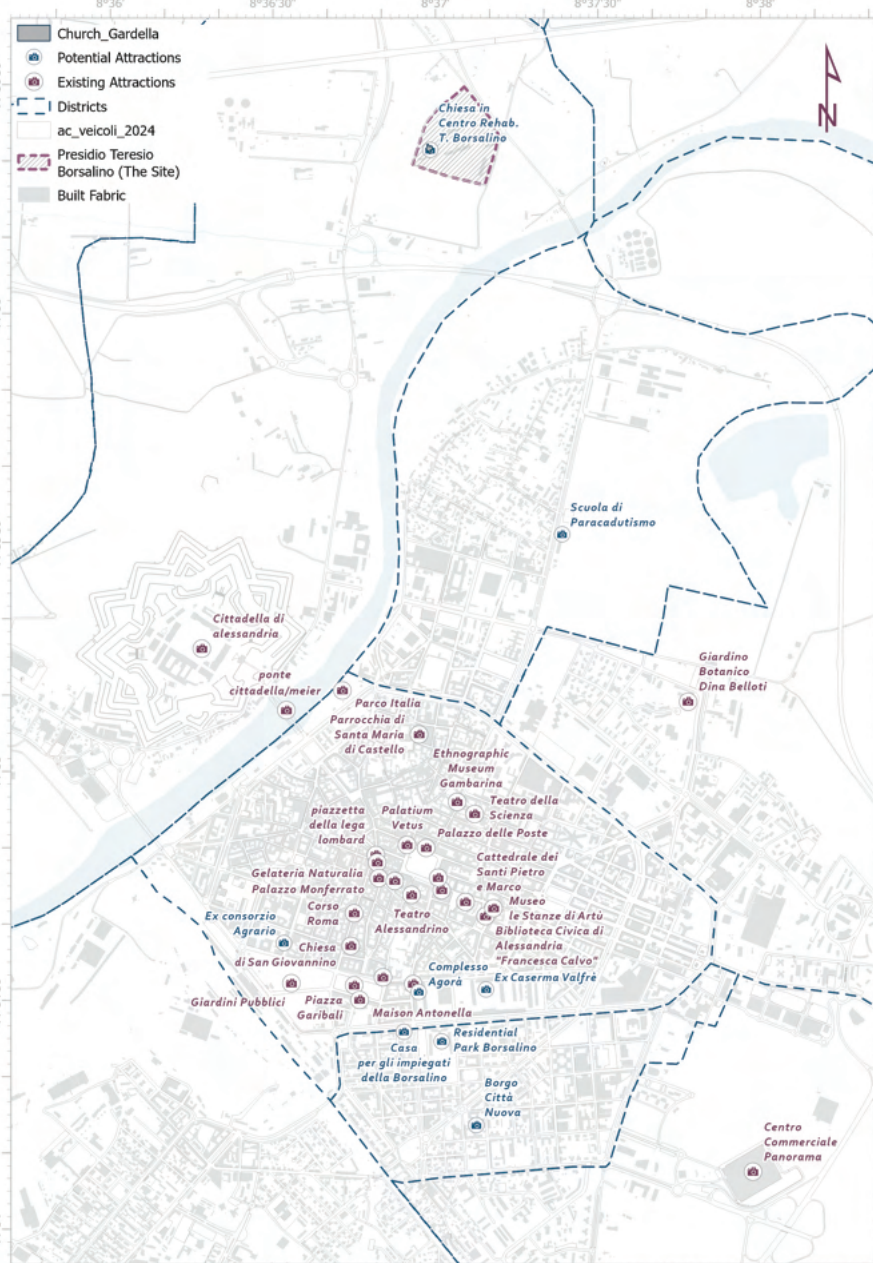 8°36'
8°36'30"
8°37'
8°37'30"
8°38'
Church_Gardella
Potential Attractions
Existing Attractions
Districts
ac_veicoli_2024
Presidio Teresio
Borsalino (The Site)
Built Fabric
N
Chiesa in
Centro Rehab.
T. Borsalino
Scuola di
Paracadutismo
Cittadella di
alessandria
ponte
cittadella/meier
Giardino
Botanico
Dina Belloti
Parco Italia
Parrocchia di
Santa Maria
di Castello
Ethnographic
Museum
Gambarina
Teatro della
Scienza
piazzetta
della lega
lombard
Palatium
Vetus
Palazzo delle Poste
Gelateria Naturalia
Palazzo Monferrato
Cattedrale dei
Santi Pietro
e Marco
Corso
Roma
Teatro
Alessandrino
Museo
le Stanze di Artù
Biblioteca Civica di
Alessandria
"Francesca Calvo"
Ex consorzio
Agrario
Chiesa
di San Giovannino
Complesso
Agorà
Ex Caserma Valfrè
Giardini Pubblici
Piazza
Garibali
Maison Antonella
Casa
per gli impiegati
della Borsalino
Residential
Park Borsalino
Borgo
Città
Nuova
Centro
Commerciale
Panorama